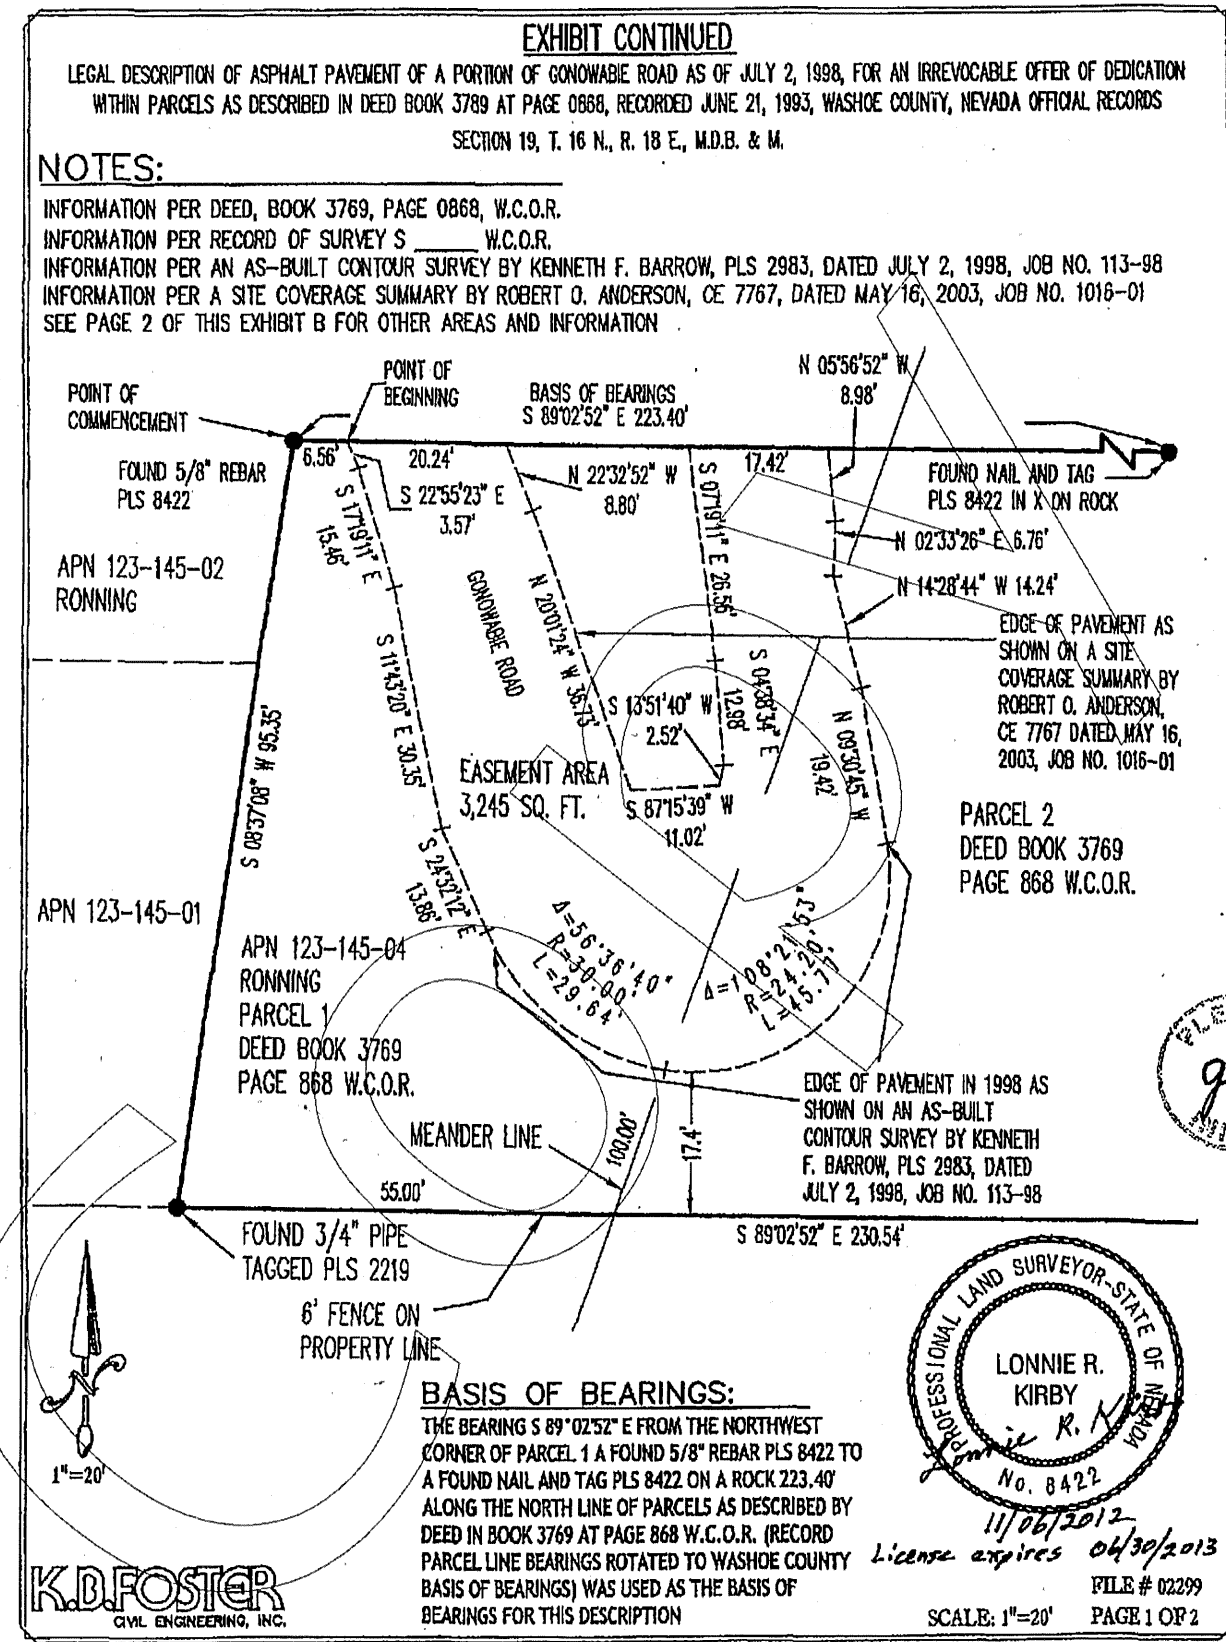 EXHIBIT CONTINUED
LEGAL DESCRIPTION OF ASPHALT PAVEMENT OF A PORTION OF GONOWABIE ROAD AS OF JULY 2, 1998, FOR AN IRREVOCABLE OFFER OF DEDICATION
WITHIN PARCELS AS DESCRIBED IN DEED BOOK 3789 AT PAGE 0868, RECORDED JUNE 21, 1993, WASHOE COUNTY, NEVADA OFFICIAL RECORDS
SECTION 19, T. 16 N., R. 18 E., M.D.B. & M.
NOTES:
INFORMATION PER DEED, BOOK 3769, PAGE 0868, W.C.O.R.
INFORMATION PER RECORD OF SURVEY S ______ W.C.O.R.
INFORMATION PER AN AS-BUILT CONTOUR SURVEY BY KENNETH F. BARROW, PLS 2983, DATED JULY 2, 1998, JOB NO. 113-98
INFORMATION PER A SITE COVERAGE SUMMARY BY ROBERT O. ANDERSON, CE 7767, DATED MAY 16, 2003, JOB NO. 1016-01
SEE PAGE 2 OF THIS EXHIBIT B FOR OTHER AREAS AND INFORMATION
POINT OF
COMMENCEMENT
POINT OF
BEGINNING
BASIS OF BEARINGS
S 89°02'52" E 223.40'
N 05°56'52" W
8.98'
FOUND 5/8" REBAR
PLS 8422
6.56'
20.24'
17.42'
FOUND NAIL AND TAG
PLS 8422 IN X ON ROCK
S 22°55'23" E
3.57'
N 22°32'52" W
8.80'
S 17°19'11" E
15.46'
S 07°19'11" E 26.56'
N 02°33'26" E 6.76'
N 14°28'44" W 14.24'
APN 123-145-02
RONNING
GONOWABIE ROAD
N 20°01'24" W 36.73'
EDGE OF PAVEMENT AS
SHOWN ON A SITE
COVERAGE SUMMARY BY
ROBERT O. ANDERSON,
CE 7767 DATED MAY 16,
2003, JOB NO. 1016-01
S 11°43'20" E 30.35'
S 13°51'40" W
2.52'
S 04°38'34" E
12.98'
N 09°30'45" W
19.42'
S 08°37'08" W 95.35'
EASEMENT AREA
3,245 SQ. FT.
S 87°15'39" W
11.02'
PARCEL 2
DEED BOOK 3769
PAGE 868 W.C.O.R.
S 24°32'12" E
13.86'
APN 123-145-01
APN 123-145-04
RONNING
PARCEL 1
DEED BOOK 3769
PAGE 868 W.C.O.R.
Δ=56°36'40"
R=30.00'
L=29.64'
Δ=108°21'53"
R=24.20'
L=45.77'
EDGE OF PAVEMENT IN 1998 AS
SHOWN ON AN AS-BUILT
CONTOUR SURVEY BY KENNETH
F. BARROW, PLS 2983, DATED
JULY 2, 1998, JOB NO. 113-98
MEANDER LINE
100.00'
17.4'
55.00'
S 89°02'52" E 230.54'
FOUND 3/4" PIPE
TAGGED PLS 2219
6' FENCE ON
PROPERTY LINE
1"=20'
BASIS OF BEARINGS:
THE BEARING S 89°02'52" E FROM THE NORTHWEST
CORNER OF PARCEL 1 A FOUND 5/8" REBAR PLS 8422 TO
A FOUND NAIL AND TAG PLS 8422 ON A ROCK 223.40'
ALONG THE NORTH LINE OF PARCELS AS DESCRIBED BY
DEED IN BOOK 3769 AT PAGE 868 W.C.O.R. (RECORD
PARCEL LINE BEARINGS ROTATED TO WASHOE COUNTY
BASIS OF BEARINGS) WAS USED AS THE BASIS OF
BEARINGS FOR THIS DESCRIPTION
PROFESSIONAL LAND SURVEYOR-STATE OF NEVADA
LONNIE R.
KIRBY
No. 8422
Lonnie R. Kirby
11/06/2012
License expires 06/30/2013
K.B.FOSTER
CIVIL ENGINEERING, INC.
FILE # 02299
SCALE: 1"=20'
PAGE 1 OF 2